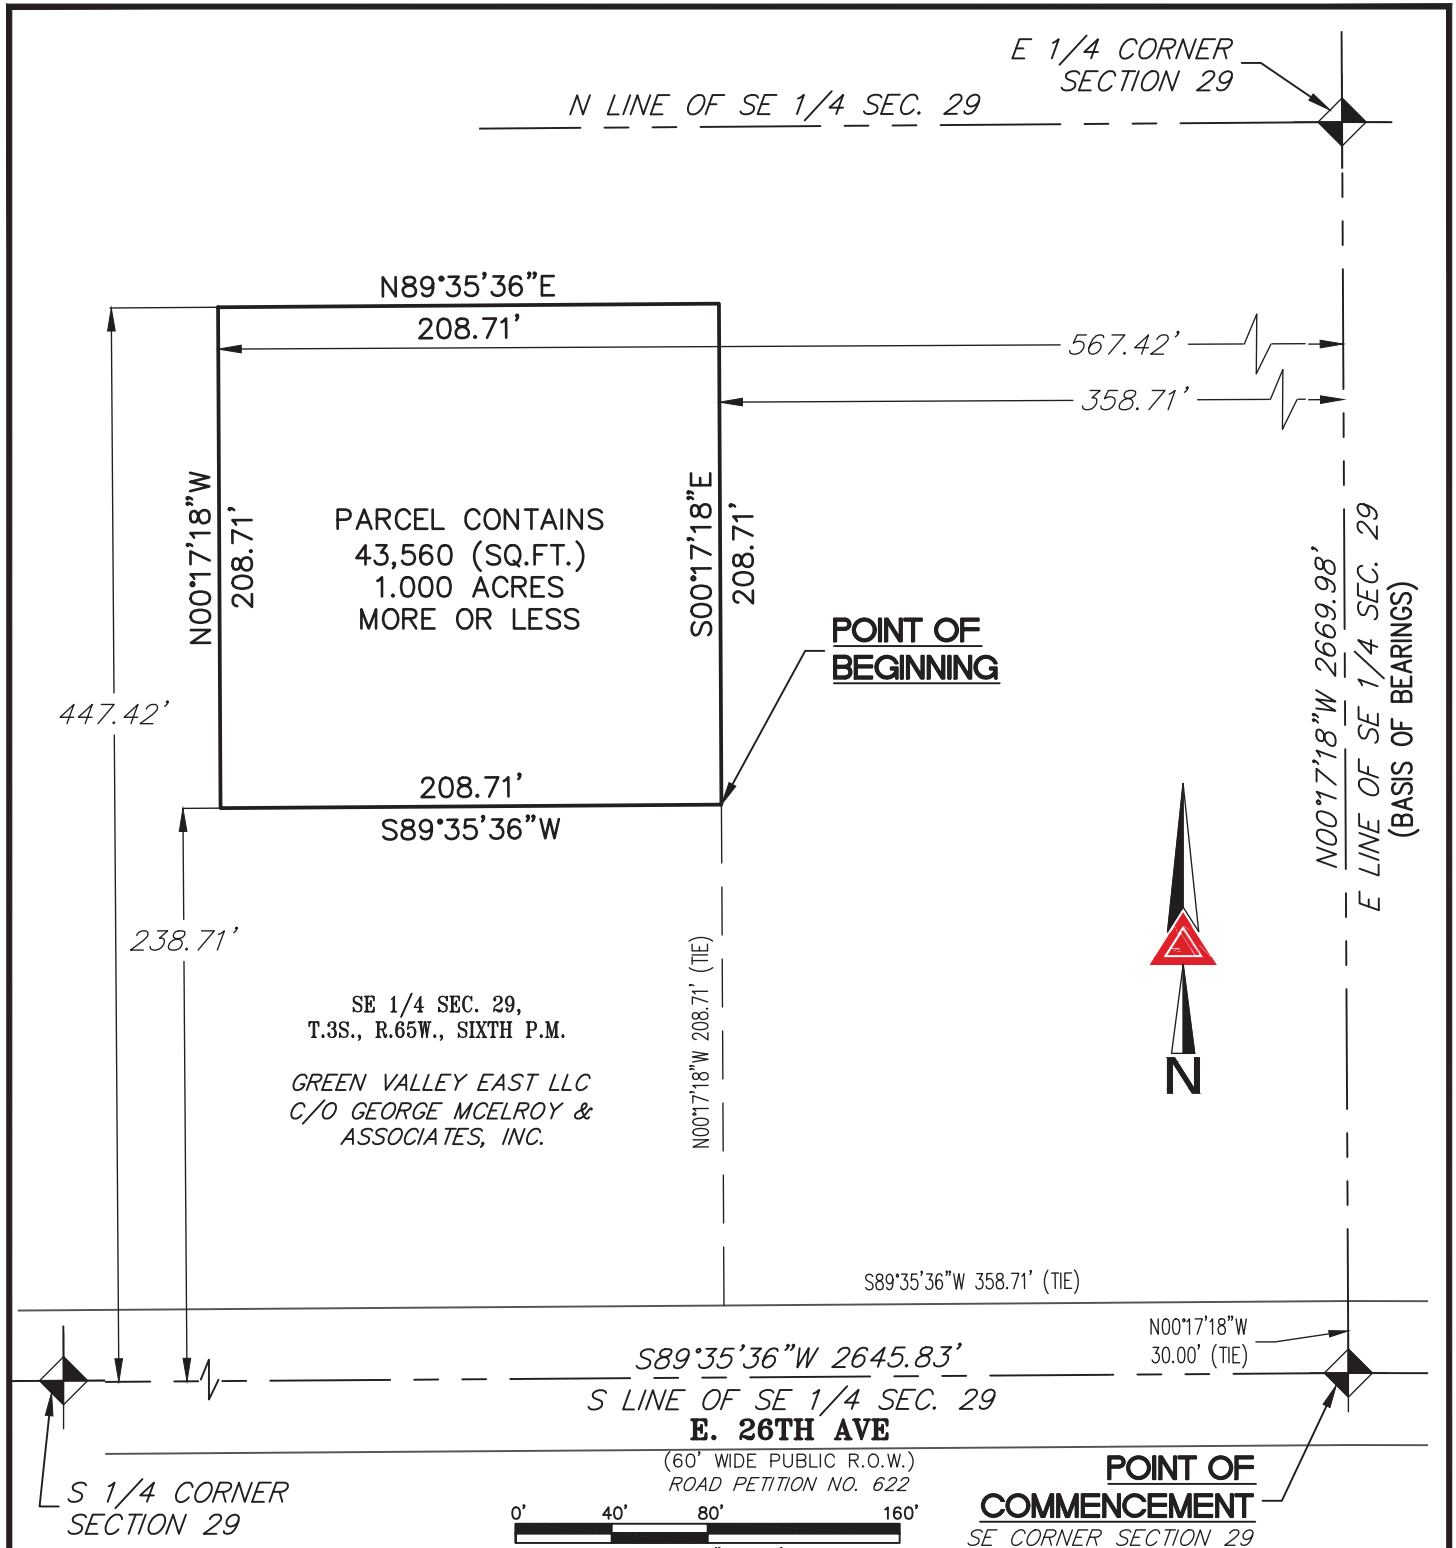 E 1/4 CORNER
SECTION 29
N LINE OF SE 1/4 SEC. 29
N89°35'36"E
208.71'
567.42'
358.71'
N00°17'18"W
208.71'
PARCEL CONTAINS
43,560 (SQ.FT.)
1.000 ACRES
MORE OR LESS
S00°17'18"E
208.71'
POINT OF
BEGINNING
N00°17'18"W 2669.98'
E LINE OF SE 1/4 SEC. 29
(BASIS OF BEARINGS)
447.42'
208.71'
S89°35'36"W
238.71'
N00°17'18"W 208.71' (TIE)
SE 1/4 SEC. 29,
T.3S., R.65W., SIXTH P.M.
GREEN VALLEY EAST LLC
C/O GEORGE MCELROY &
ASSOCIATES, INC.
N
S89°35'36"W 358.71' (TIE)
N00°17'18"W
30.00' (TIE)
S89°35'36"W 2645.83'
S LINE OF SE 1/4 SEC. 29
E. 26TH AVE
(60' WIDE PUBLIC R.O.W.)
ROAD PETITION NO. 622
S 1/4 CORNER
SECTION 29
0' 40' 80' 160'
POINT OF
COMMENCEMENT
SE CORNER SECTION 29